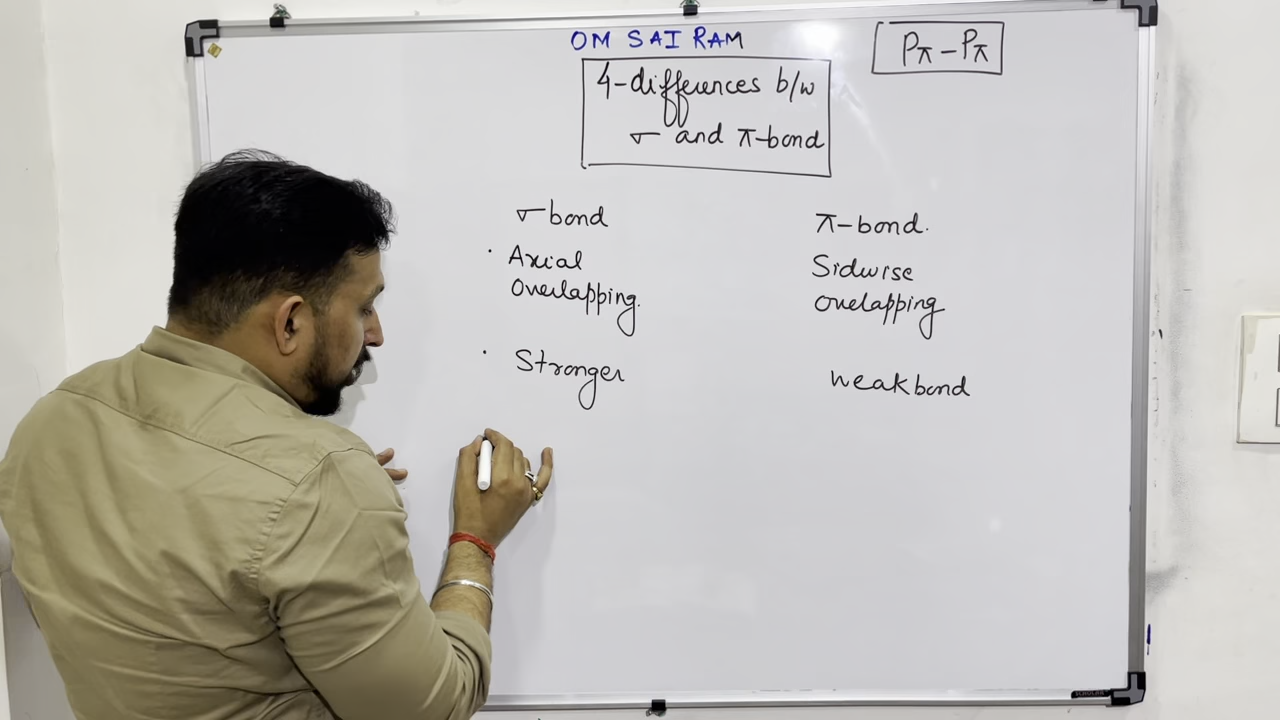 OM SAI RAM
Pπ - Pπ
4-differences b/w
σ and π-bond
σ bond
π-bond.
· Axial
Overlapping.
Sidwise
overlapping
· Stronger
weak bond